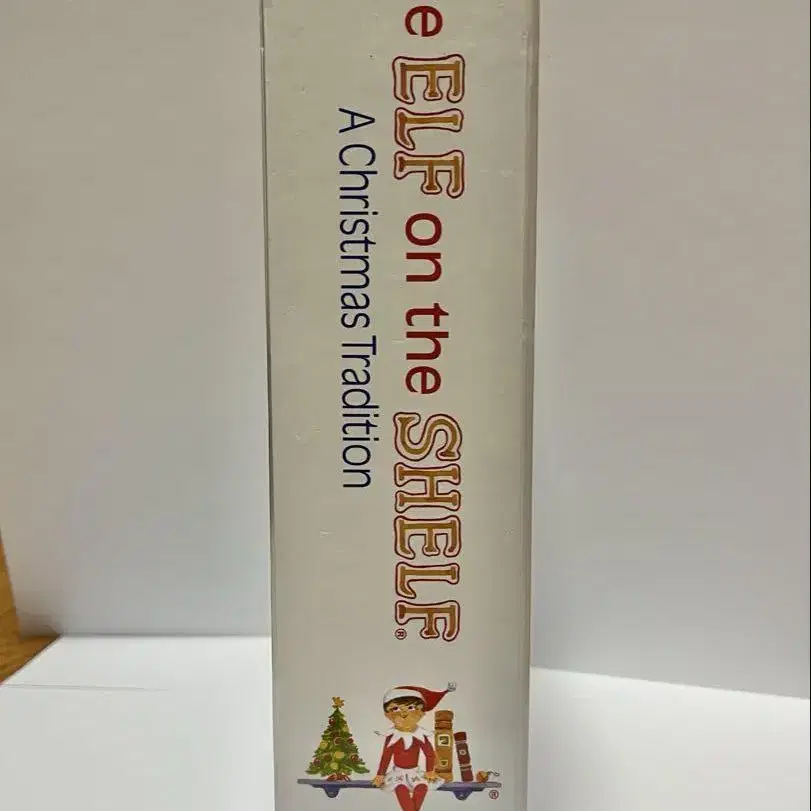 e ELF on the SHELF®
A Christmas Tradition
®